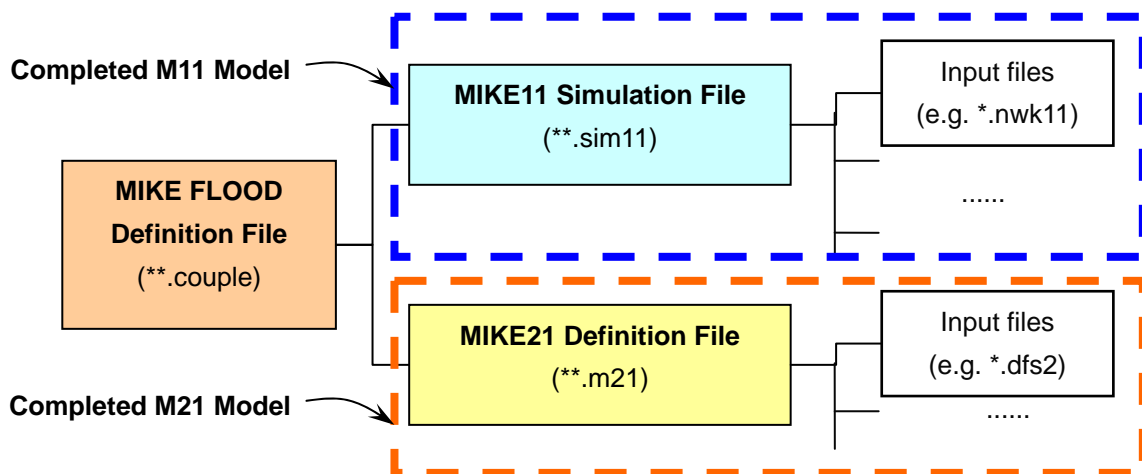 Completed M11 Model
MIKE11 Simulation File
(**.sim11)
Input files
(e.g. *.nwk11)
......
MIKE FLOOD
Definition File
(**.couple)
MIKE21 Definition File
(**.m21)
Input files
(e.g. *.dfs2)
......
Completed M21 Model